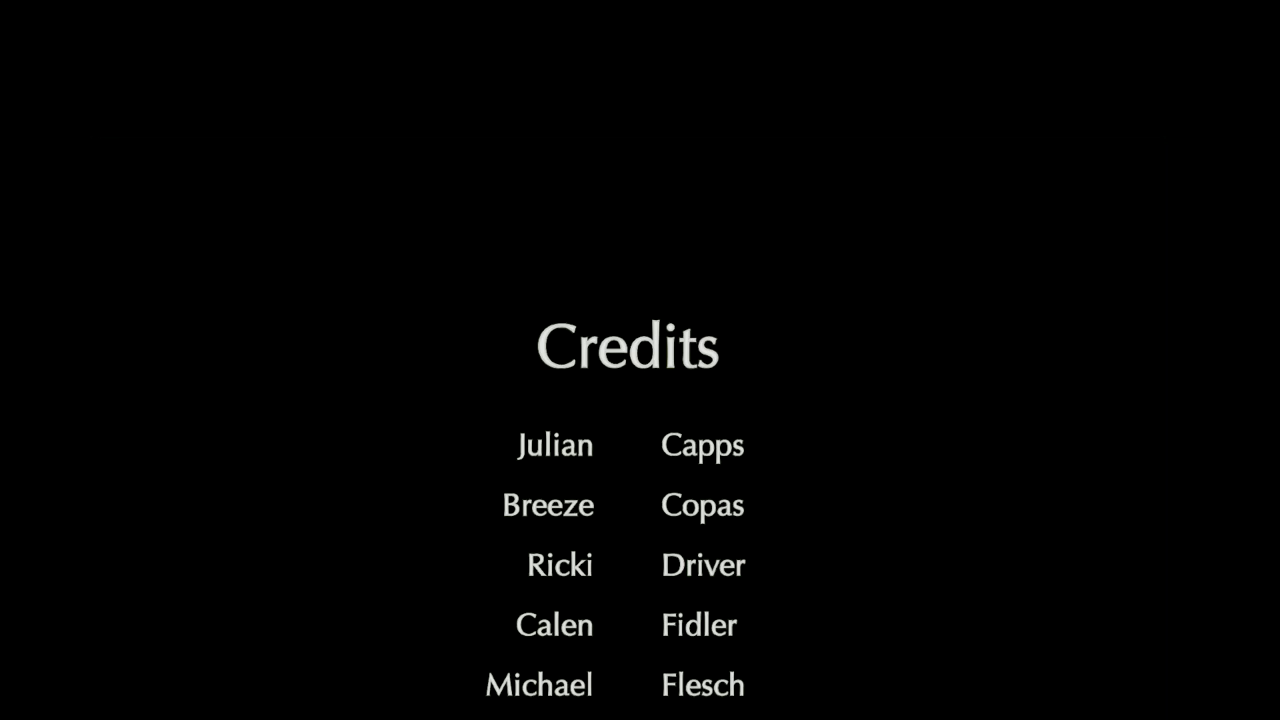 Credits
Julian Capps
Breeze Copas
Ricki Driver
Calen Fidler
Michael Flesch